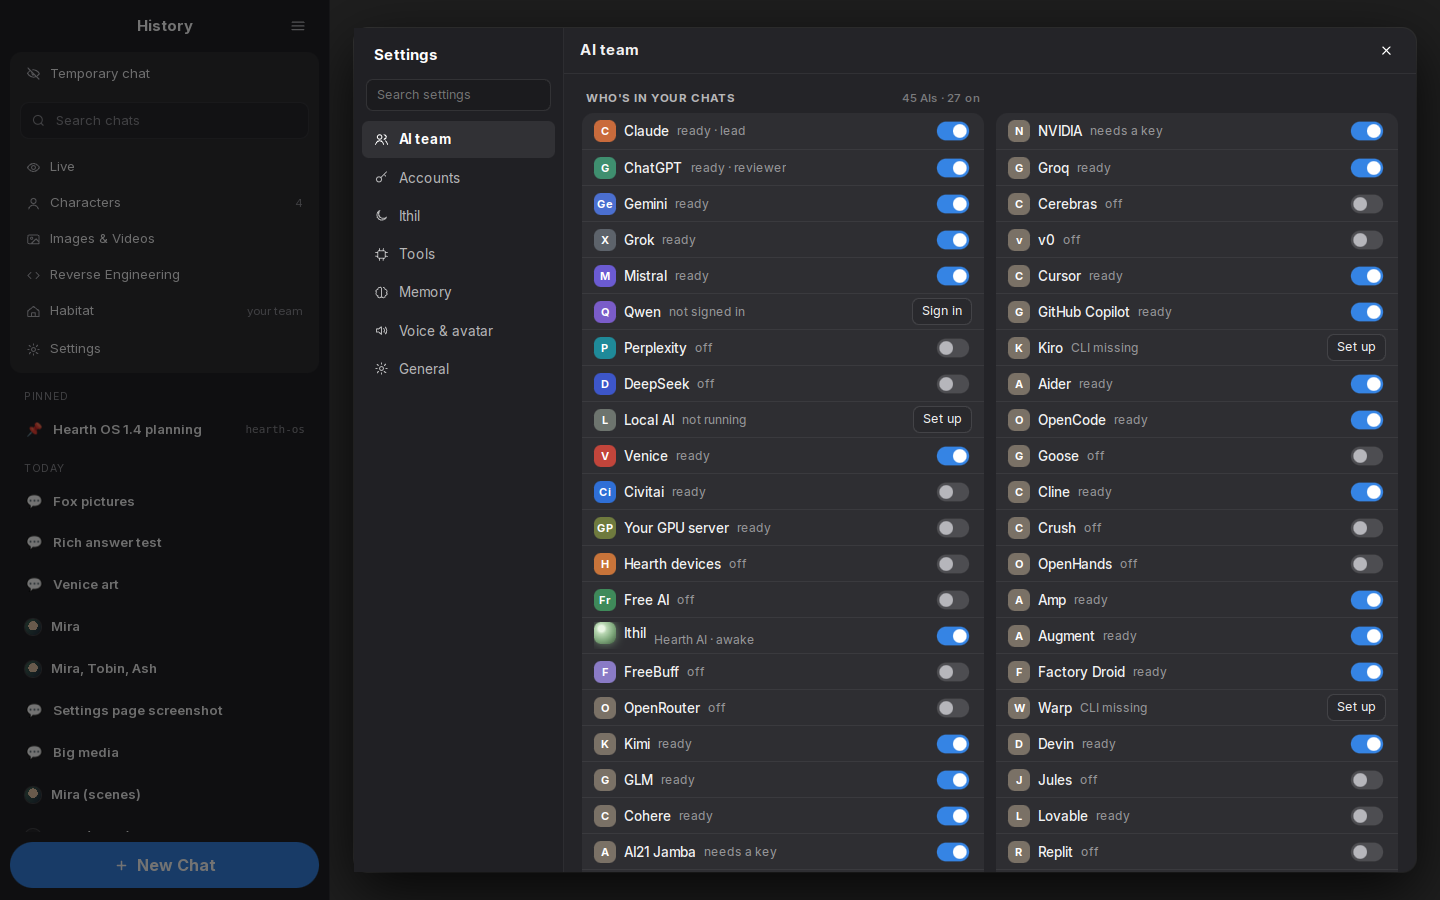 History
Temporary chat
Search chats
Live
Characters 4
Images & Videos
Reverse Engineering
Habitat your team
Settings
PINNED
Hearth OS 1.4 planning hearth-os
TODAY
Fox pictures
Rich answer test
Venice art
Mira
Mira, Tobin, Ash
Settings page screenshot
Big media
Mira (scenes)
+ New Chat
Settings
Search settings
AI team
Accounts
Ithil
Tools
Memory
Voice & avatar
General
AI team
WHO'S IN YOUR CHATS 45 AIs · 27 on
C Claude ready · lead
G ChatGPT ready · reviewer
Ge Gemini ready
X Grok ready
M Mistral ready
Q Qwen not signed in Sign in
P Perplexity off
D DeepSeek off
L Local AI not running Set up
V Venice ready
Ci Civitai ready
GP Your GPU server ready
H Hearth devices off
Fr Free AI off
Ithil Hearth AI · awake
F FreeBuff off
O OpenRouter off
K Kimi ready
G GLM ready
C Cohere ready
A AI21 Jamba needs a key
N NVIDIA needs a key
G Groq ready
C Cerebras off
v v0 off
C Cursor ready
G GitHub Copilot ready
K Kiro CLI missing Set up
A Aider ready
O OpenCode ready
G Goose off
C Cline ready
C Crush off
O OpenHands off
A Amp ready
A Augment ready
F Factory Droid ready
W Warp CLI missing Set up
D Devin ready
J Jules off
L Lovable ready
R Replit off